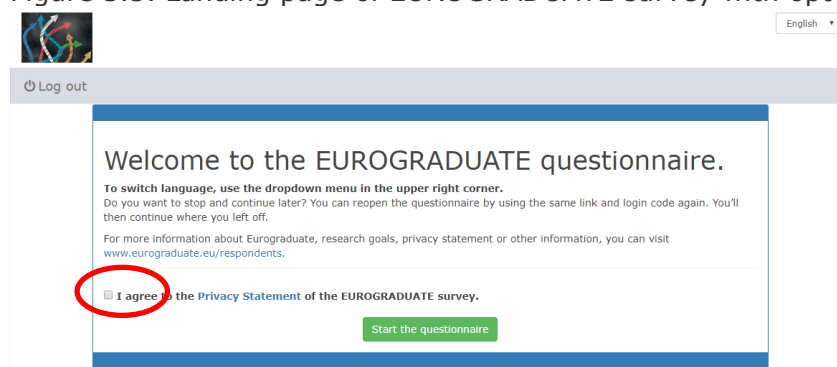 English
Log out
Welcome to the EUROGRADUATE questionnaire.
To switch language, use the dropdown menu in the upper right corner.
Do you want to stop and continue later? You can reopen the questionnaire by using the same link and login code again. You'll
then continue where you left off.
For more information about Eurograduate, research goals, privacy statement or other information, you can visit
www.eurograduate.eu/respondents.
I agree to the Privacy Statement of the EUROGRADUATE survey.
Start the questionnaire